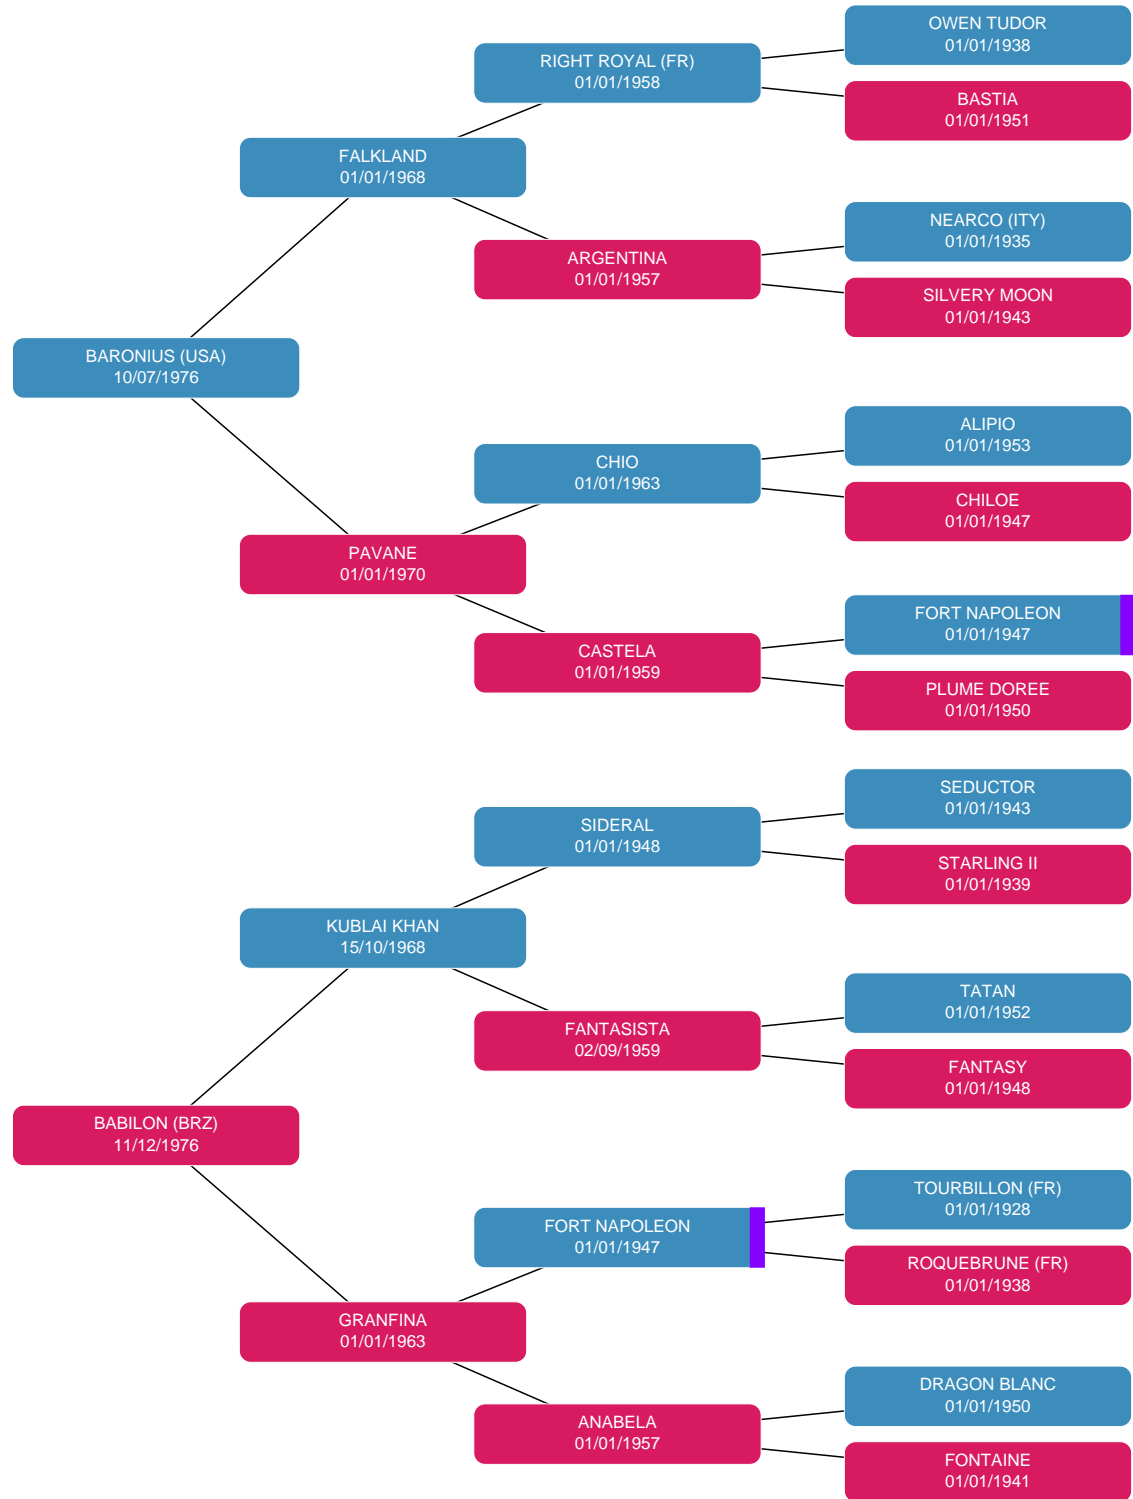 OWEN TUDOR
01/01/1938
RIGHT ROYAL (FR)
01/01/1958
BASTIA
01/01/1951
FALKLAND
01/01/1968
NEARCO (ITY)
01/01/1935
ARGENTINA
01/01/1957
SILVERY MOON
01/01/1943
BARONIUS (USA)
10/07/1976
ALIPIO
01/01/1953
CHIO
01/01/1963
CHILOE
01/01/1947
PAVANE
01/01/1970
FORT NAPOLEON
01/01/1947
CASTELA
01/01/1959
PLUME DOREE
01/01/1950
SEDUCTOR
01/01/1943
SIDERAL
01/01/1948
STARLING II
01/01/1939
KUBLAI KHAN
15/10/1968
TATAN
01/01/1952
FANTASISTA
02/09/1959
FANTASY
01/01/1948
BABILON (BRZ)
11/12/1976
TOURBILLON (FR)
01/01/1928
FORT NAPOLEON
01/01/1947
ROQUEBRUNE (FR)
01/01/1938
GRANFINA
01/01/1963
DRAGON BLANC
01/01/1950
ANABELA
01/01/1957
FONTAINE
01/01/1941